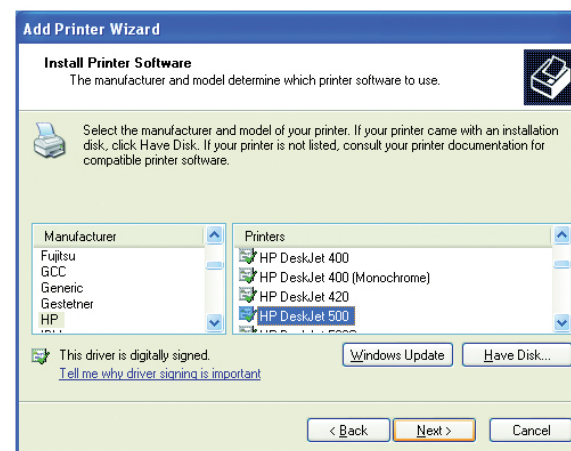 Add Printer Wizard
Install Printer Software
The manufacturer and model determine which printer software to use.
Select the manufacturer and model of your printer. If your printer came with an installation
disk, click Have Disk. If your printer is not listed, consult your printer documentation for
compatible printer software.
Manufacturer
Fujitsu
GCC
Generic
Gestetner
HP
Printers
HP DeskJet 400
HP DeskJet 400 (Monochrome)
HP DeskJet 420
HP DeskJet 500
This driver is digitally signed.
Tell me why driver signing is important
Windows Update
Have Disk...
< Back
Next >
Cancel